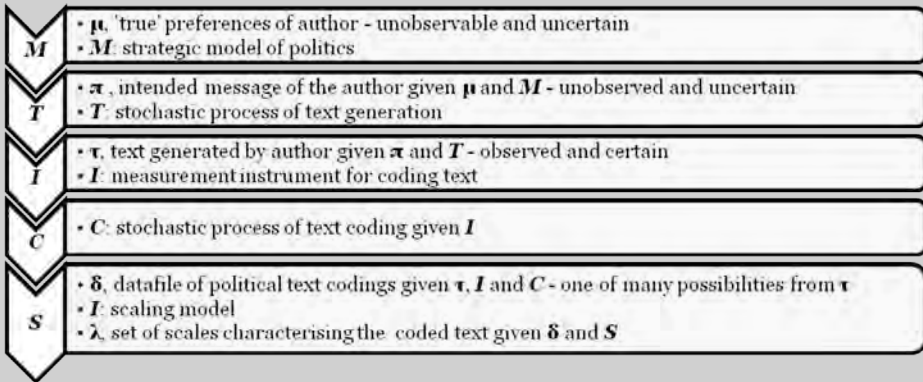 M
• μ, 'true' preferences of author - unobservable and uncertain
• M: strategic model of politics
T
• π , intended message of the author given μ and M - unobserved and uncertain
• T: stochastic process of text generation
I
• τ, text generated by author given π and T - observed and certain
• I: measurement instrument for coding text
C
• C: stochastic process of text coding given I
S
• δ, datafile of political text codings given τ, I and C - one of many possibilities from τ
• I: scaling model
• λ, set of scales characterising the coded text given δ and S